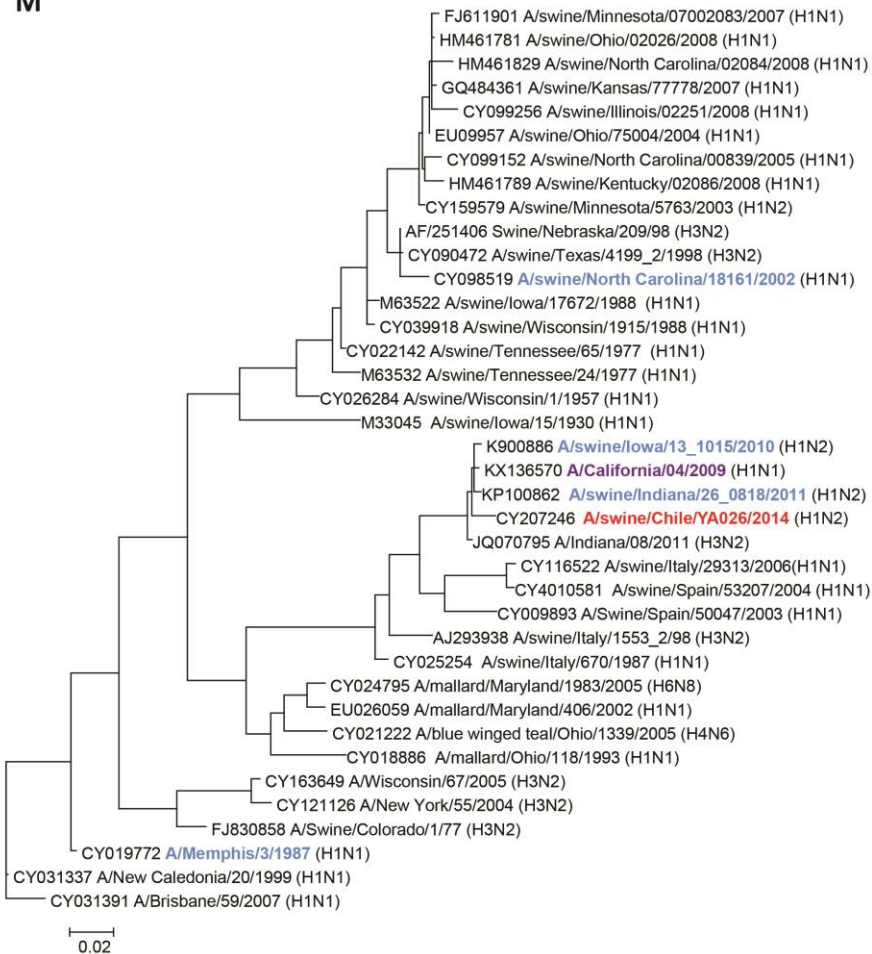 M
FJ611901 A/swine/Minnesota/07002083/2007 (H1N1)
HM461781 A/swine/Ohio/02026/2008 (H1N1)
HM461829 A/swine/North Carolina/02084/2008 (H1N1)
GQ484361 A/swine/Kansas/77778/2007 (H1N1)
CY099256 A/swine/Illinois/02251/2008 (H1N1)
EU09957 A/swine/Ohio/75004/2004 (H1N1)
CY099152 A/swine/North Carolina/00839/2005 (H1N1)
HM461789 A/swine/Kentucky/02086/2008 (H1N1)
CY159579 A/swine/Minnesota/5763/2003 (H1N2)
AF/251406 Swine/Nebraska/209/98 (H3N2)
CY090472 A/swine/Texas/4199_2/1998 (H3N2)
CY098519 A/swine/North Carolina/18161/2002 (H1N1)
M63522 A/swine/Iowa/17672/1988 (H1N1)
CY039918 A/swine/Wisconsin/1915/1988 (H1N1)
CY022142 A/swine/Tennessee/65/1977 (H1N1)
M63532 A/swine/Tennessee/24/1977 (H1N1)
CY026284 A/swine/Wisconsin/1/1957 (H1N1)
M33045 A/swine/Iowa/15/1930 (H1N1)
K900886 A/swine/Iowa/13_1015/2010 (H1N2)
KX136570 A/California/04/2009 (H1N1)
KP100862 A/swine/Indiana/26_0818/2011 (H1N2)
CY207246 A/swine/Chile/YA026/2014 (H1N2)
JQ070795 A/Indiana/08/2011 (H3N2)
CY116522 A/swine/Italy/29313/2006(H1N1)
CY4010581 A/swine/Spain/53207/2004 (H1N1)
CY009893 A/Swine/Spain/50047/2003 (H1N1)
AJ293938 A/swine/Italy/1553_2/98 (H3N2)
CY025254 A/swine/Italy/670/1987 (H1N1)
CY024795 A/mallard/Maryland/1983/2005 (H6N8)
EU026059 A/mallard/Maryland/406/2002 (H1N1)
CY021222 A/blue winged teal/Ohio/1339/2005 (H4N6)
CY018886 A/mallard/Ohio/118/1993 (H1N1)
CY163649 A/Wisconsin/67/2005 (H3N2)
CY121126 A/New York/55/2004 (H3N2)
FJ830858 A/Swine/Colorado/1/77 (H3N2)
CY019772 A/Memphis/3/1987 (H1N1)
CY031337 A/New Caledonia/20/1999 (H1N1)
CY031391 A/Brisbane/59/2007 (H1N1)
0.02